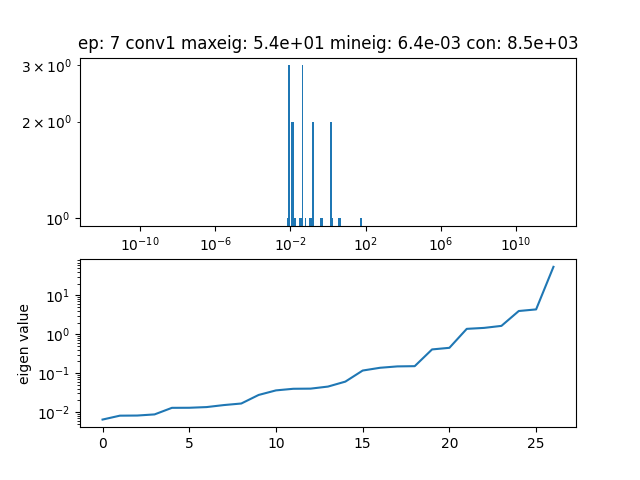 ep: 7 conv1 maxeig: 5.4e+01 mineig: 6.4e-03 con: 8.5e+03
3 × 10⁰
2 × 10⁰
10⁰
10⁻¹⁰ 10⁻⁶ 10⁻² 10² 10⁶ 10¹⁰
eigen value
10¹
10⁰
10⁻¹
10⁻²
0 5 10 15 20 25